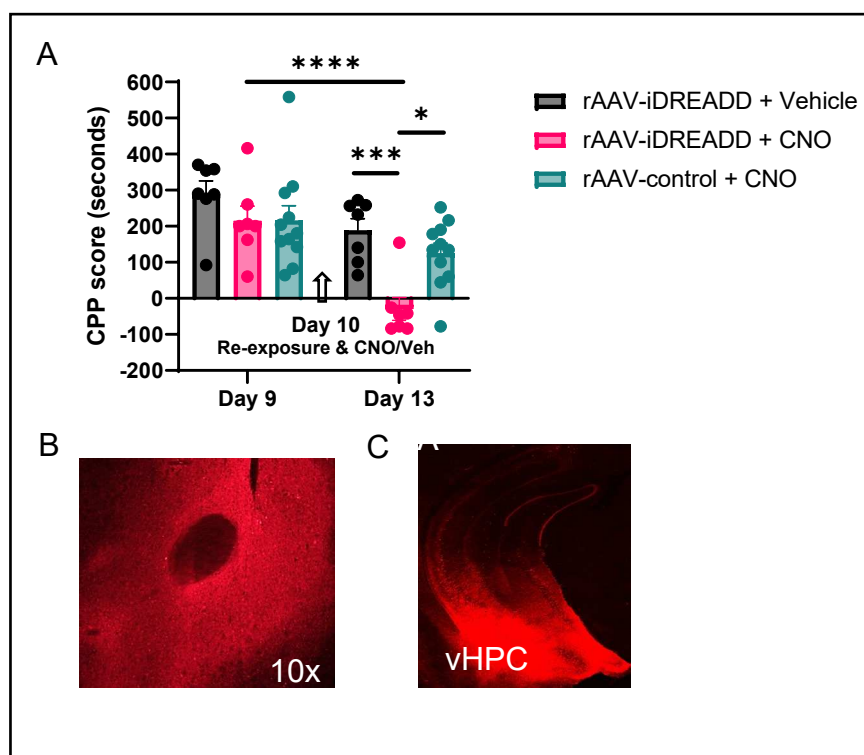 A
****
*
***
600
500
400
300
200
100
0
-100
-200
CPP score (seconds)
Day 10
Re-exposure & CNO/Veh
Day 9
Day 13
rAAV-iDREADD + Vehicle
rAAV-iDREADD + CNO
rAAV-control + CNO
B
10x
C
vHPC